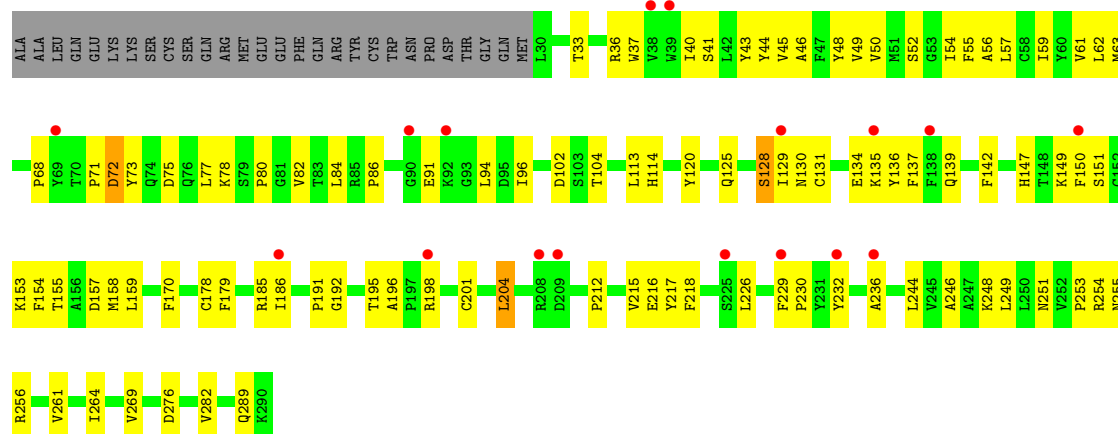 ALA ALA LEU GLN GLU LYS LYS SER CYS SER GLN ARG MET GLU GLU PHE GLN ARG TYR CYS TRP ASN PRO ASP THR GLY GLN MET L30 T33 R36 W37 V38 W39 I40 S41 L42 Y43 Y44 V45 A46 F47 Y48 V49 V50 M51 S52 G53 I54 F55 A56 L57 C58 I59 Y60 V61 L62 M63
P68 Y69 T70 P71 D72 Y73 Q74 D75 Q76 L77 K78 S79 P80 G81 V82 T83 L84 R85 P86 G90 E91 K92 G93 L94 D95 I96 D102 S103 T104 L113 H114 Y120 Q125 S128 I129 N130 C131 E134 K135 Y136 F137 F138 Q139 F142 H147 T148 K149 F150 S151 C152
K153 F154 T155 A156 D157 M158 L159 F170 C178 F179 R185 I186 P191 G192 T195 A196 P197 R198 C201 L204 R208 D209 P212 V215 E216 Y217 F218 S225 L226 F229 P230 Y231 Y232 A236 L244 V245 A246 A247 K248 L249 L250 N251 V252 P253 R254 N255
R256 V261 I264 V269 D276 V282 Q289 K290